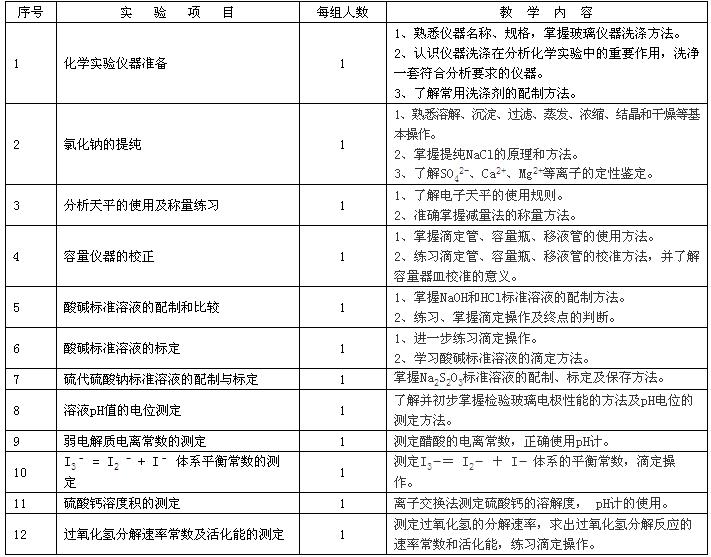 序号 实 验 项 目 每组人数 教 学 内 容
1 化学实验仪器准备 1 1、熟悉仪器名称、规格，掌握玻璃仪器洗涤方法。
2、认识仪器洗涤在分析化学实验中的重要作用，洗净
一套符合分析要求的仪器。
3、了解常用洗涤剂的配制方法。
2 氯化钠的提纯 1 1、熟悉溶解、沉淀、过滤、蒸发、浓缩、结晶和干燥等基
本操作。
2、掌握提纯NaCl的原理和方法。
3、了解SO₄²⁻、Ca²⁺、Mg²⁺等离子的定性鉴定。
3 分析天平的使用及称量练习 1 1、了解电子天平的使用规则。
2、准确掌握减量法的称量方法。
4 容量仪器的校正 1 1、掌握滴定管、容量瓶、移液管的使用方法。
2、练习滴定管、容量瓶、移液管的校准方法，并了解
容量器皿校准的意义。
5 酸碱标准溶液的配制和比较 1 1、掌握NaOH和HCl标准溶液的配制方法。
2、练习、掌握滴定操作及终点的判断。
6 酸碱标准溶液的标定 1 1、进一步练习滴定操作。
2、学习酸碱标准溶液的滴定方法。
7 硫代硫酸钠标准溶液的配制与标定 1 掌握Na₂S₂O₃标准溶液的配制、标定及保存方法。
8 溶液pH值的电位测定 1 了解并初步掌握检验玻璃电极性能的方法及pH电位的
测定方法。
9 弱电解质电离常数的测定 1 测定醋酸的电离常数，正确使用pH计。
10 I₃⁻ = I₂⁻ + I⁻ 体系平衡常数的测
定 1 测定I₃—＝ I₂— ＋ I— 体系的平衡常数，滴定操
作。
11 硫酸钙溶度积的测定 1 离子交换法测定硫酸钙的溶解度， pH计的使用。
12 过氧化氢分解速率常数及活化能的测定 1 测定过氧化氢的分解速率，求出过氧化氢分解反应的
速率常数和活化能，练习滴定操作。